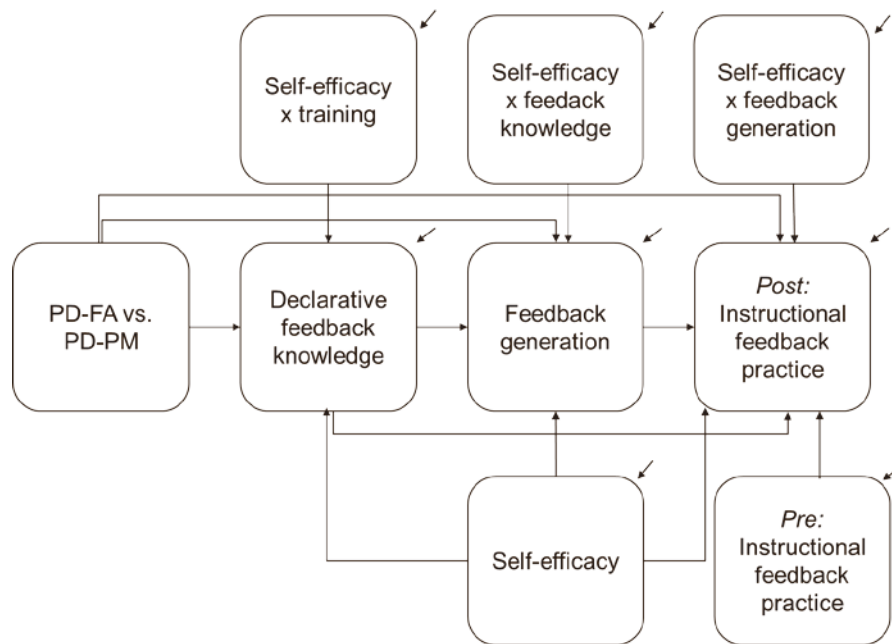 Self-efficacy
x training
Self-efficacy
x feedack
knowledge
Self-efficacy
x feedback
generation
PD-FA vs.
PD-PM
Declarative
feedback
knowledge
Feedback
generation
Post:
Instructional
feedback
practice
Self-efficacy
Pre:
Instructional
feedback
practice